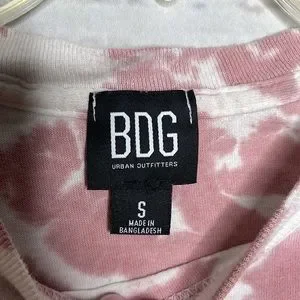 BDG
URBAN OUTFITTERS
S
MADE IN
BANGLADESH